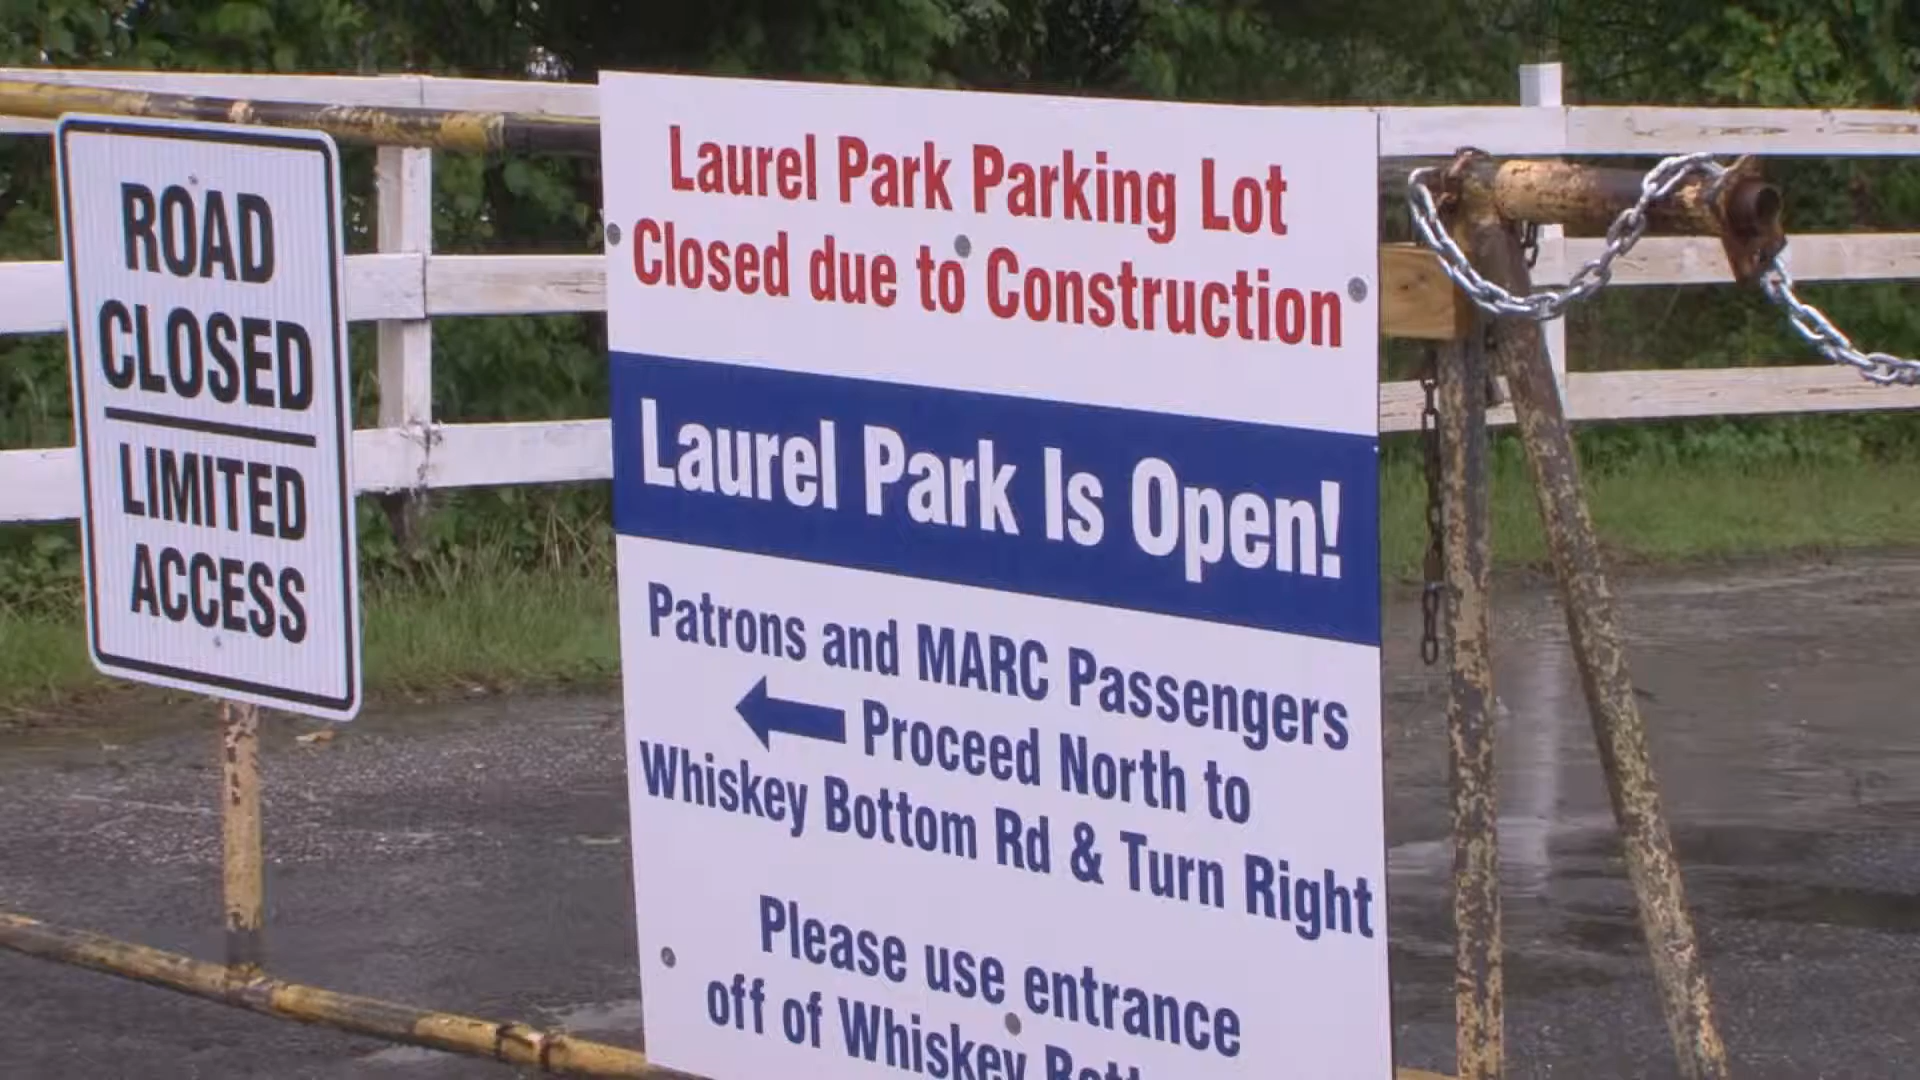 ROAD
CLOSED
LIMITED
ACCESS
Laurel Park Parking Lot
Closed due to Construction
Laurel Park Is Open!
Patrons and MARC Passengers
Proceed North to
Whiskey Bottom Rd & Turn Right
Please use entrance
off of Whiskey